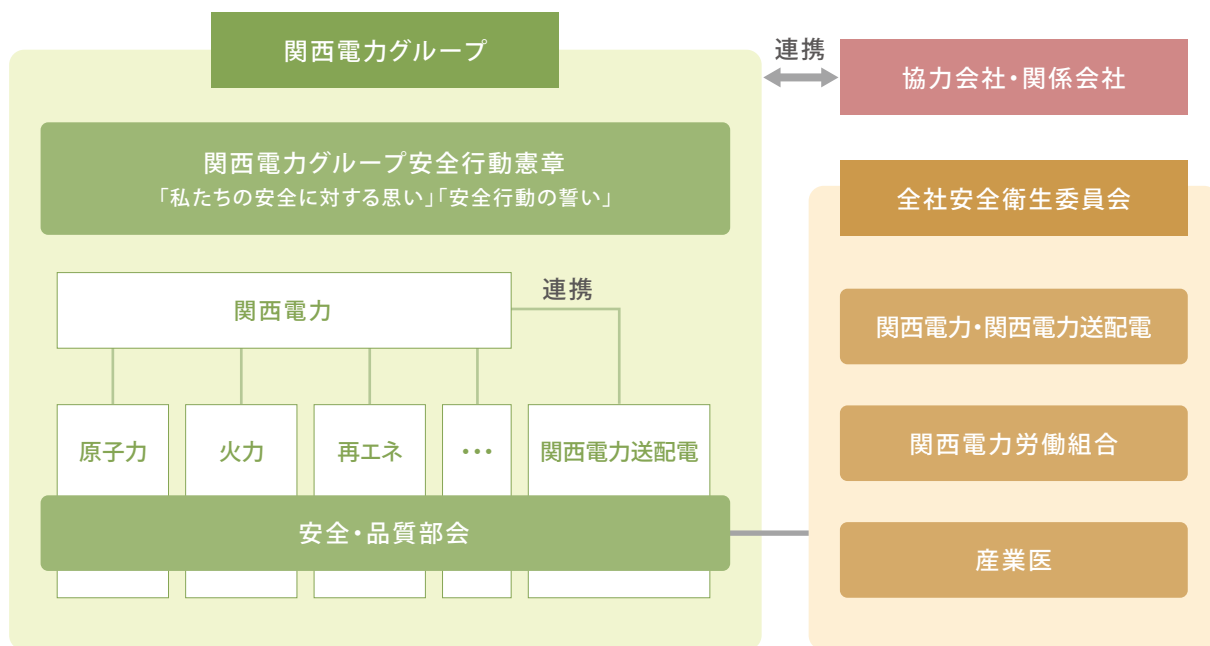 関西電力グループ
連携
協力会社・関係会社
関西電力グループ安全行動憲章
「私たちの安全に対する思い」「安全行動の誓い」
関西電力
連携
原子力
火力
再エネ
・・・
関西電力送配電
安全・品質部会
全社安全衛生委員会
関西電力・関西電力送配電
関西電力労働組合
産業医